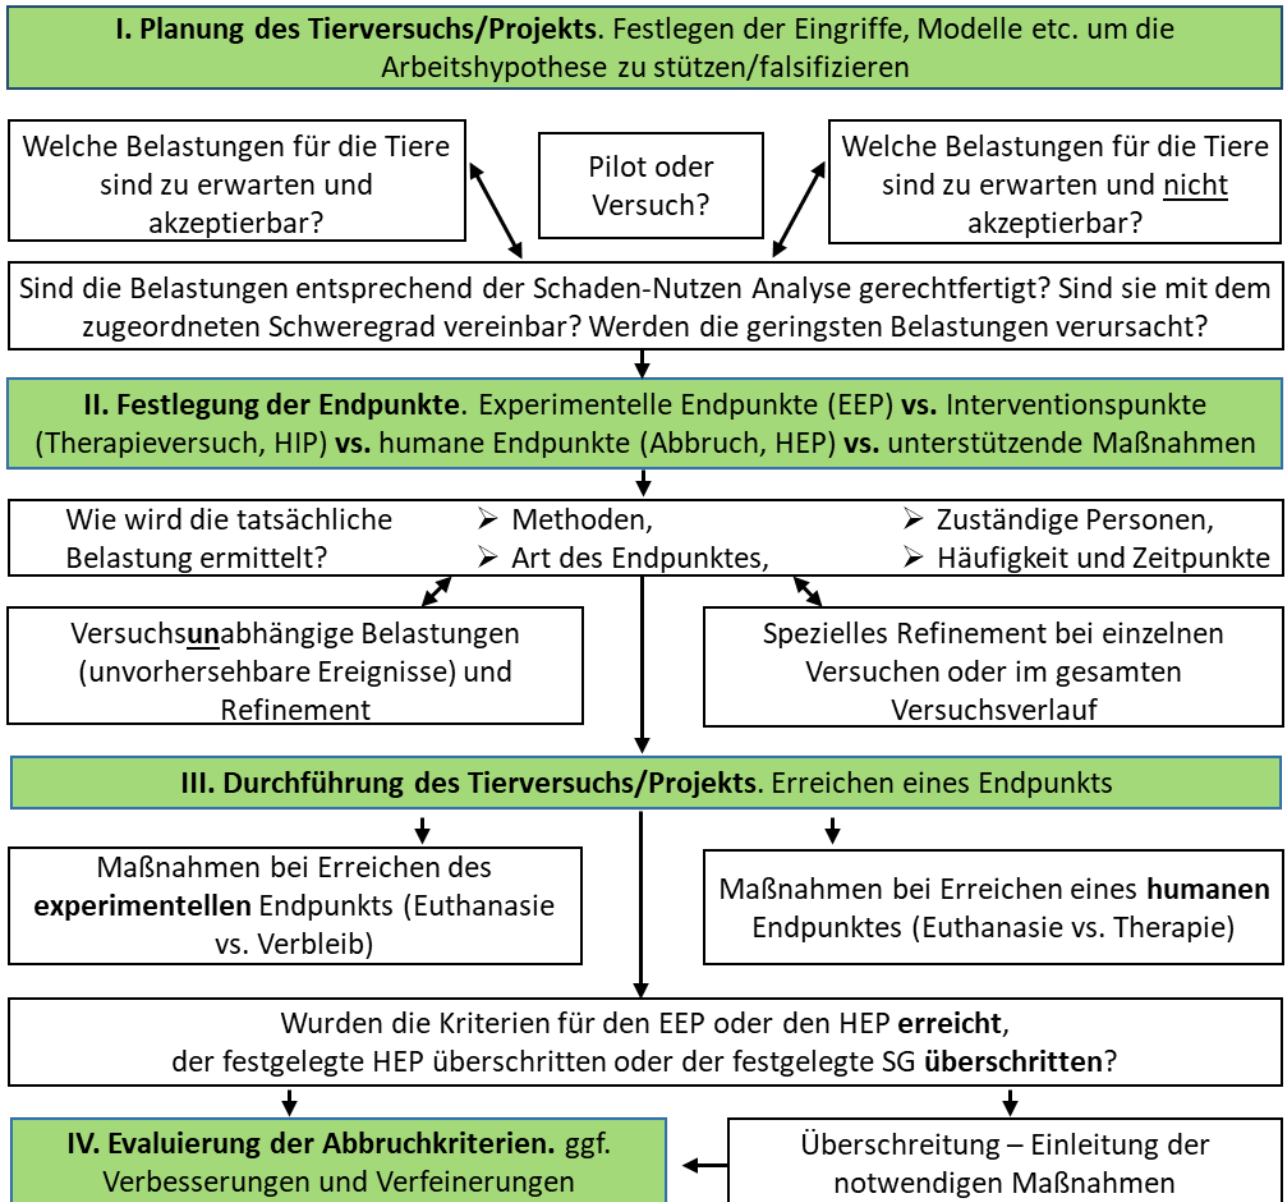 I. Planung des Tierversuchs/Projekts. Festlegen der Eingriffe, Modelle etc. um die
Arbeitshypothese zu stützen/falsifizieren
Welche Belastungen für die Tiere
sind zu erwarten und
akzeptierbar?
Pilot oder
Versuch?
Welche Belastungen für die Tiere
sind zu erwarten und nicht
akzeptierbar?
Sind die Belastungen entsprechend der Schaden-Nutzen Analyse gerechtfertigt? Sind sie mit dem
zugeordneten Schweregrad vereinbar? Werden die geringsten Belastungen verursacht?
II. Festlegung der Endpunkte. Experimentelle Endpunkte (EEP) vs. Interventionspunkte
(Therapieversuch, HIP) vs. humane Endpunkte (Abbruch, HEP) vs. unterstützende Maßnahmen
Wie wird die tatsächliche
Belastung ermittelt?
➢ Methoden,
➢ Art des Endpunktes,
➢ Zuständige Personen,
➢ Häufigkeit und Zeitpunkte
Versuchsunabhängige Belastungen
(unvorhersehbare Ereignisse) und
Refinement
Spezielles Refinement bei einzelnen
Versuchen oder im gesamten
Versuchsverlauf
III. Durchführung des Tierversuchs/Projekts. Erreichen eines Endpunkts
Maßnahmen bei Erreichen des
experimentellen Endpunkts (Euthanasie
vs. Verbleib)
Maßnahmen bei Erreichen eines humanen
Endpunktes (Euthanasie vs. Therapie)
Wurden die Kriterien für den EEP oder den HEP erreicht,
der festgelegte HEP überschritten oder der festgelegte SG überschritten?
IV. Evaluierung der Abbruchkriterien. ggf.
Verbesserungen und Verfeinerungen
Überschreitung – Einleitung der
notwendigen Maßnahmen